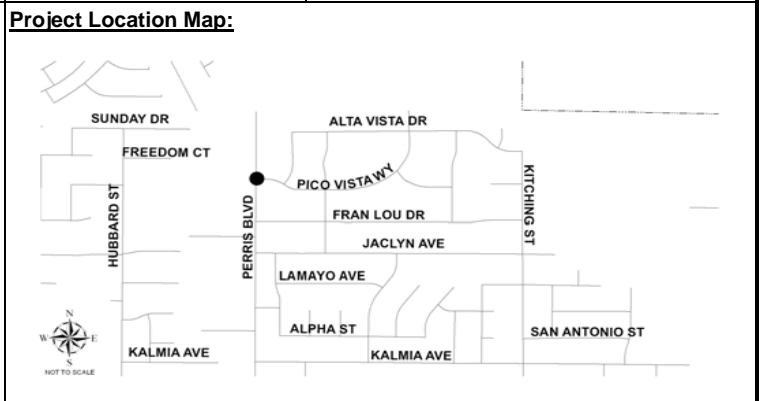 Project Location Map:
SUNDAY DR
ALTA VISTA DR
FREEDOM CT
PICO VISTA WY
KITCHING ST
HUBBARD ST
PERRIS BLVD
FRAN LOU DR
JACLYN AVE
LAMAYO AVE
ALPHA ST
SAN ANTONIO ST
KALMIA AVE
KALMIA AVE
N
W E
S
NOT TO SCALE